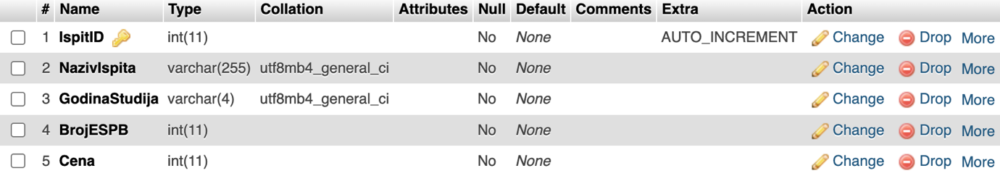 # Name Type Collation Attributes Null Default Comments Extra Action
1 IspitID int(11) No None AUTO_INCREMENT Change Drop More
2 NazivIspita varchar(255) utf8mb4_general_ci No None Change Drop More
3 GodinaStudija varchar(4) utf8mb4_general_ci No None Change Drop More
4 BrojESPB int(11) No None Change Drop More
5 Cena int(11) No None Change Drop More